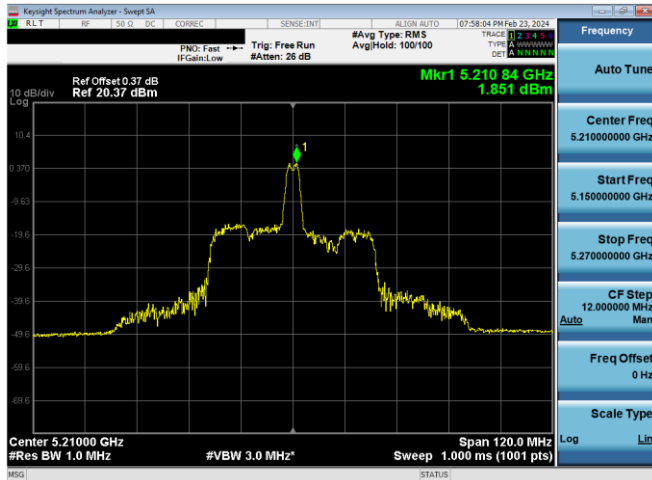 Keysight Spectrum Analyzer - Swept SA
RLT RF 50 Ω DC CORREC SENSE:INT ALIGN AUTO 07:58:04 PM Feb 23, 2024
PNO: Fast Trig: Free Run #Avg Type: RMS TRACE 1 2 3 4 5 6
IFGain:Low #Atten: 26 dB Avg|Hold: 100/100 TYPE A WWWWW
DET A N N N N N
Frequency
Ref Offset 0.37 dB Mkr1 5.210 84 GHz
10 dB/div Ref 20.37 dBm 1.851 dBm
Log
10.4
0.370
-9.63
-19.6
-29.6
-39.6
-49.6
-59.6
-69.6
1
Center 5.21000 GHz Span 120.0 MHz
#Res BW 1.0 MHz #VBW 3.0 MHz* Sweep 1.000 ms (1001 pts)
MSG STATUS
Auto Tune
Center Freq
5.210000000 GHz
Start Freq
5.150000000 GHz
Stop Freq
5.270000000 GHz
CF Step
12.000000 MHz
Auto Man
Freq Offset
0 Hz
Scale Type
Log Lin